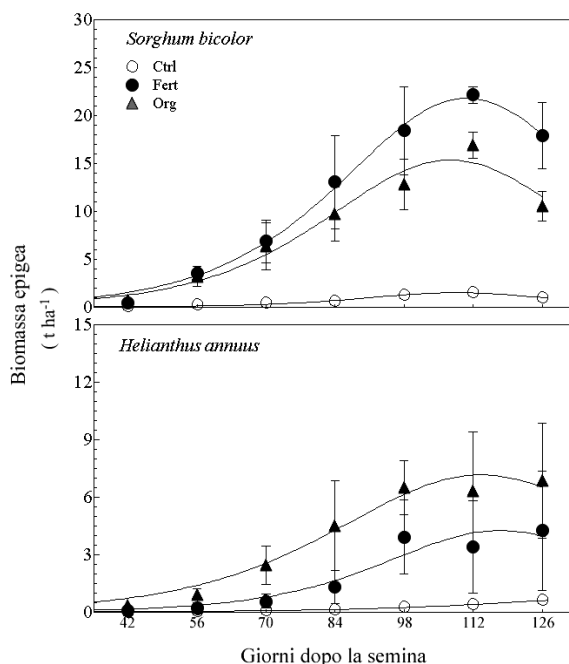 30
Sorghum bicolor
Ctrl
Fert
Org
25
20
15
10
5
0
Biomassa epigea
( t ha⁻¹ )
15
Helianthus annuus
12
9
6
3
0
42 56 70 84 98 112 126
Giorni dopo la semina